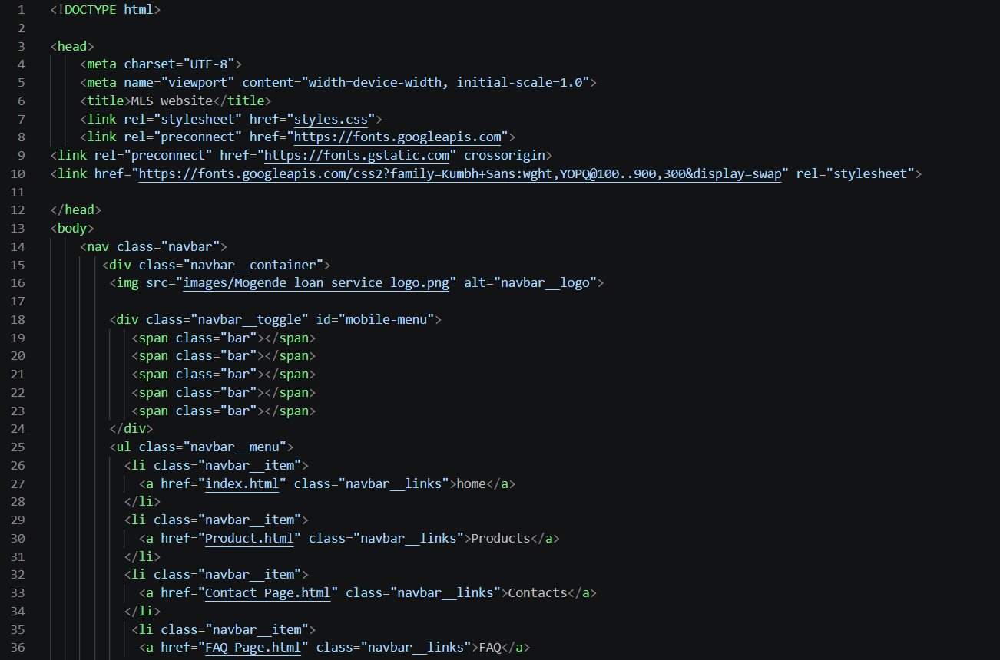 1 <!DOCTYPE html>
2
3 <head>
4 <meta charset="UTF-8">
5 <meta name="viewport" content="width=device-width, initial-scale=1.0">
6 <title>MLS website</title>
7 <link rel="stylesheet" href="styles.css">
8 <link rel="preconnect" href="https://fonts.googleapis.com">
9 <link rel="preconnect" href="https://fonts.gstatic.com" crossorigin>
10 <link href="https://fonts.googleapis.com/css2?family=Kumbh+Sans:wght,YOPQ@100..900,300&display=swap" rel="stylesheet">
11
12 </head>
13 <body>
14 <nav class="navbar">
15 <div class="navbar__container">
16 <img src="images/Mogende loan service logo.png" alt="navbar__logo">
17
18 <div class="navbar__toggle" id="mobile-menu">
19 <span class="bar"></span>
20 <span class="bar"></span>
21 <span class="bar"></span>
22 <span class="bar"></span>
23 <span class="bar"></span>
24 </div>
25 <ul class="navbar__menu">
26 <li class="navbar__item">
27 <a href="index.html" class="navbar__links">home</a>
28 </li>
29 <li class="navbar__item">
30 <a href="Product.html" class="navbar__links">Products</a>
31 </li>
32 <li class="navbar__item">
33 <a href="Contact Page.html" class="navbar__links">Contacts</a>
34 </li>
35 <li class="navbar__item">
36 <a href="FAQ Page.html" class="navbar__links">FAQ</a>